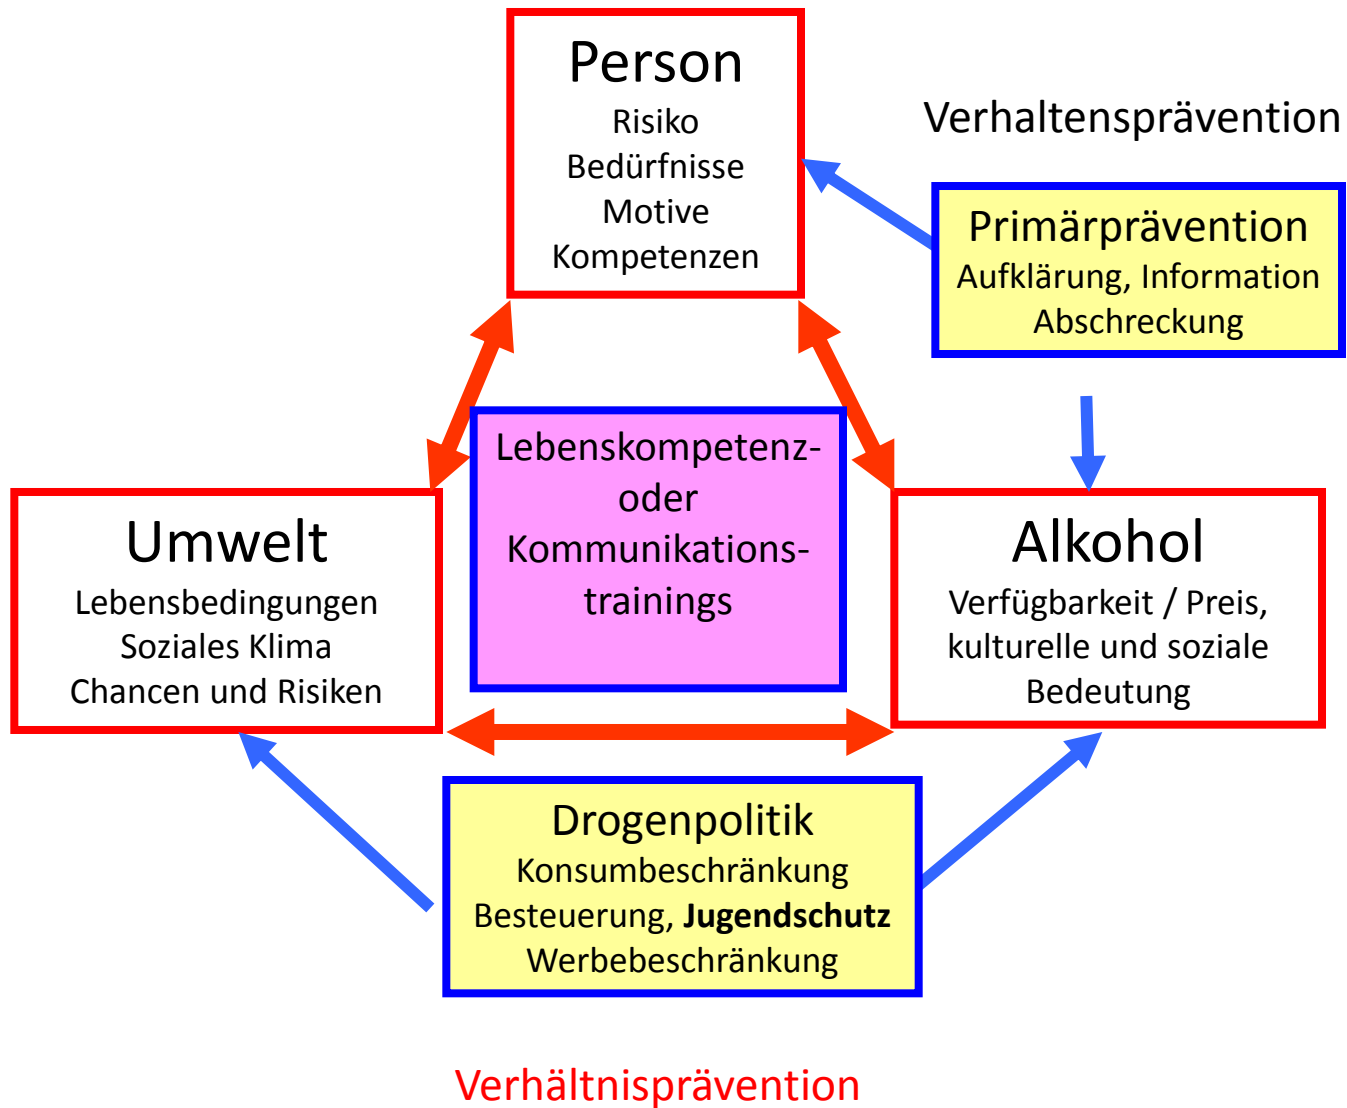 Person
Risiko
Bedürfnisse
Motive
Kompetenzen
Verhaltensprävention
Primärprävention
Aufklärung, Information
Abschreckung
Lebenskompetenz-
oder
Kommunikations-
trainings
Umwelt
Lebensbedingungen
Soziales Klima
Chancen und Risiken
Alkohol
Verfügbarkeit / Preis,
kulturelle und soziale
Bedeutung
Drogenpolitik
Konsumbeschränkung
Besteuerung, Jugendschutz
Werbebeschränkung
Verhältnisprävention